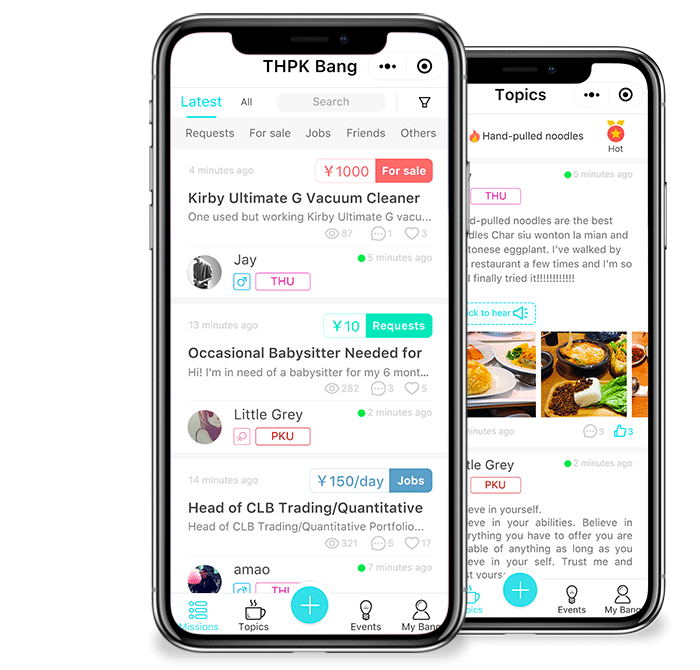 THPK Bang
Latest
All
Search
Requests
For sale
Jobs
Friends
Others
4 minutes ago
¥1000
For sale
Kirby Ultimate G Vacuum Cleaner
One used but working Kirby Ultimate G vacu...
87
1
3
Jay
5 minutes ago
THU
13 minutes ago
¥10
Requests
Occasional Babysitter Needed for
Hi! I'm in need of a babysitter for my 6 mont...
282
3
5
Little Grey
2 minutes ago
PKU
14 minutes ago
¥150/day
Jobs
Head of CLB Trading/Quantitative
Head of CLB Trading/Quantitative Portfolio...
321
5
17
amao
7 minutes ago
THU
Missions
Topics
Events
My Bang
Topics
Hand-pulled noodles
Hot
y
5 minutes ago
THU
d-pulled noodles are the best
dles Char siu wonton la mian and
tonese eggplant. I've walked by
restaurant a few times and I'm so
I finally tried it!!!!!!!!!!!!!
ck to hear
minutes ago
3
3
tle Grey
2 minutes ago
PKU
eve in yourself.
eve in your abilities. Believe in
rything you have to offer you are
able of anything as long as you
eve in your self. Trust me and
st yours
pics
Events
My Bang